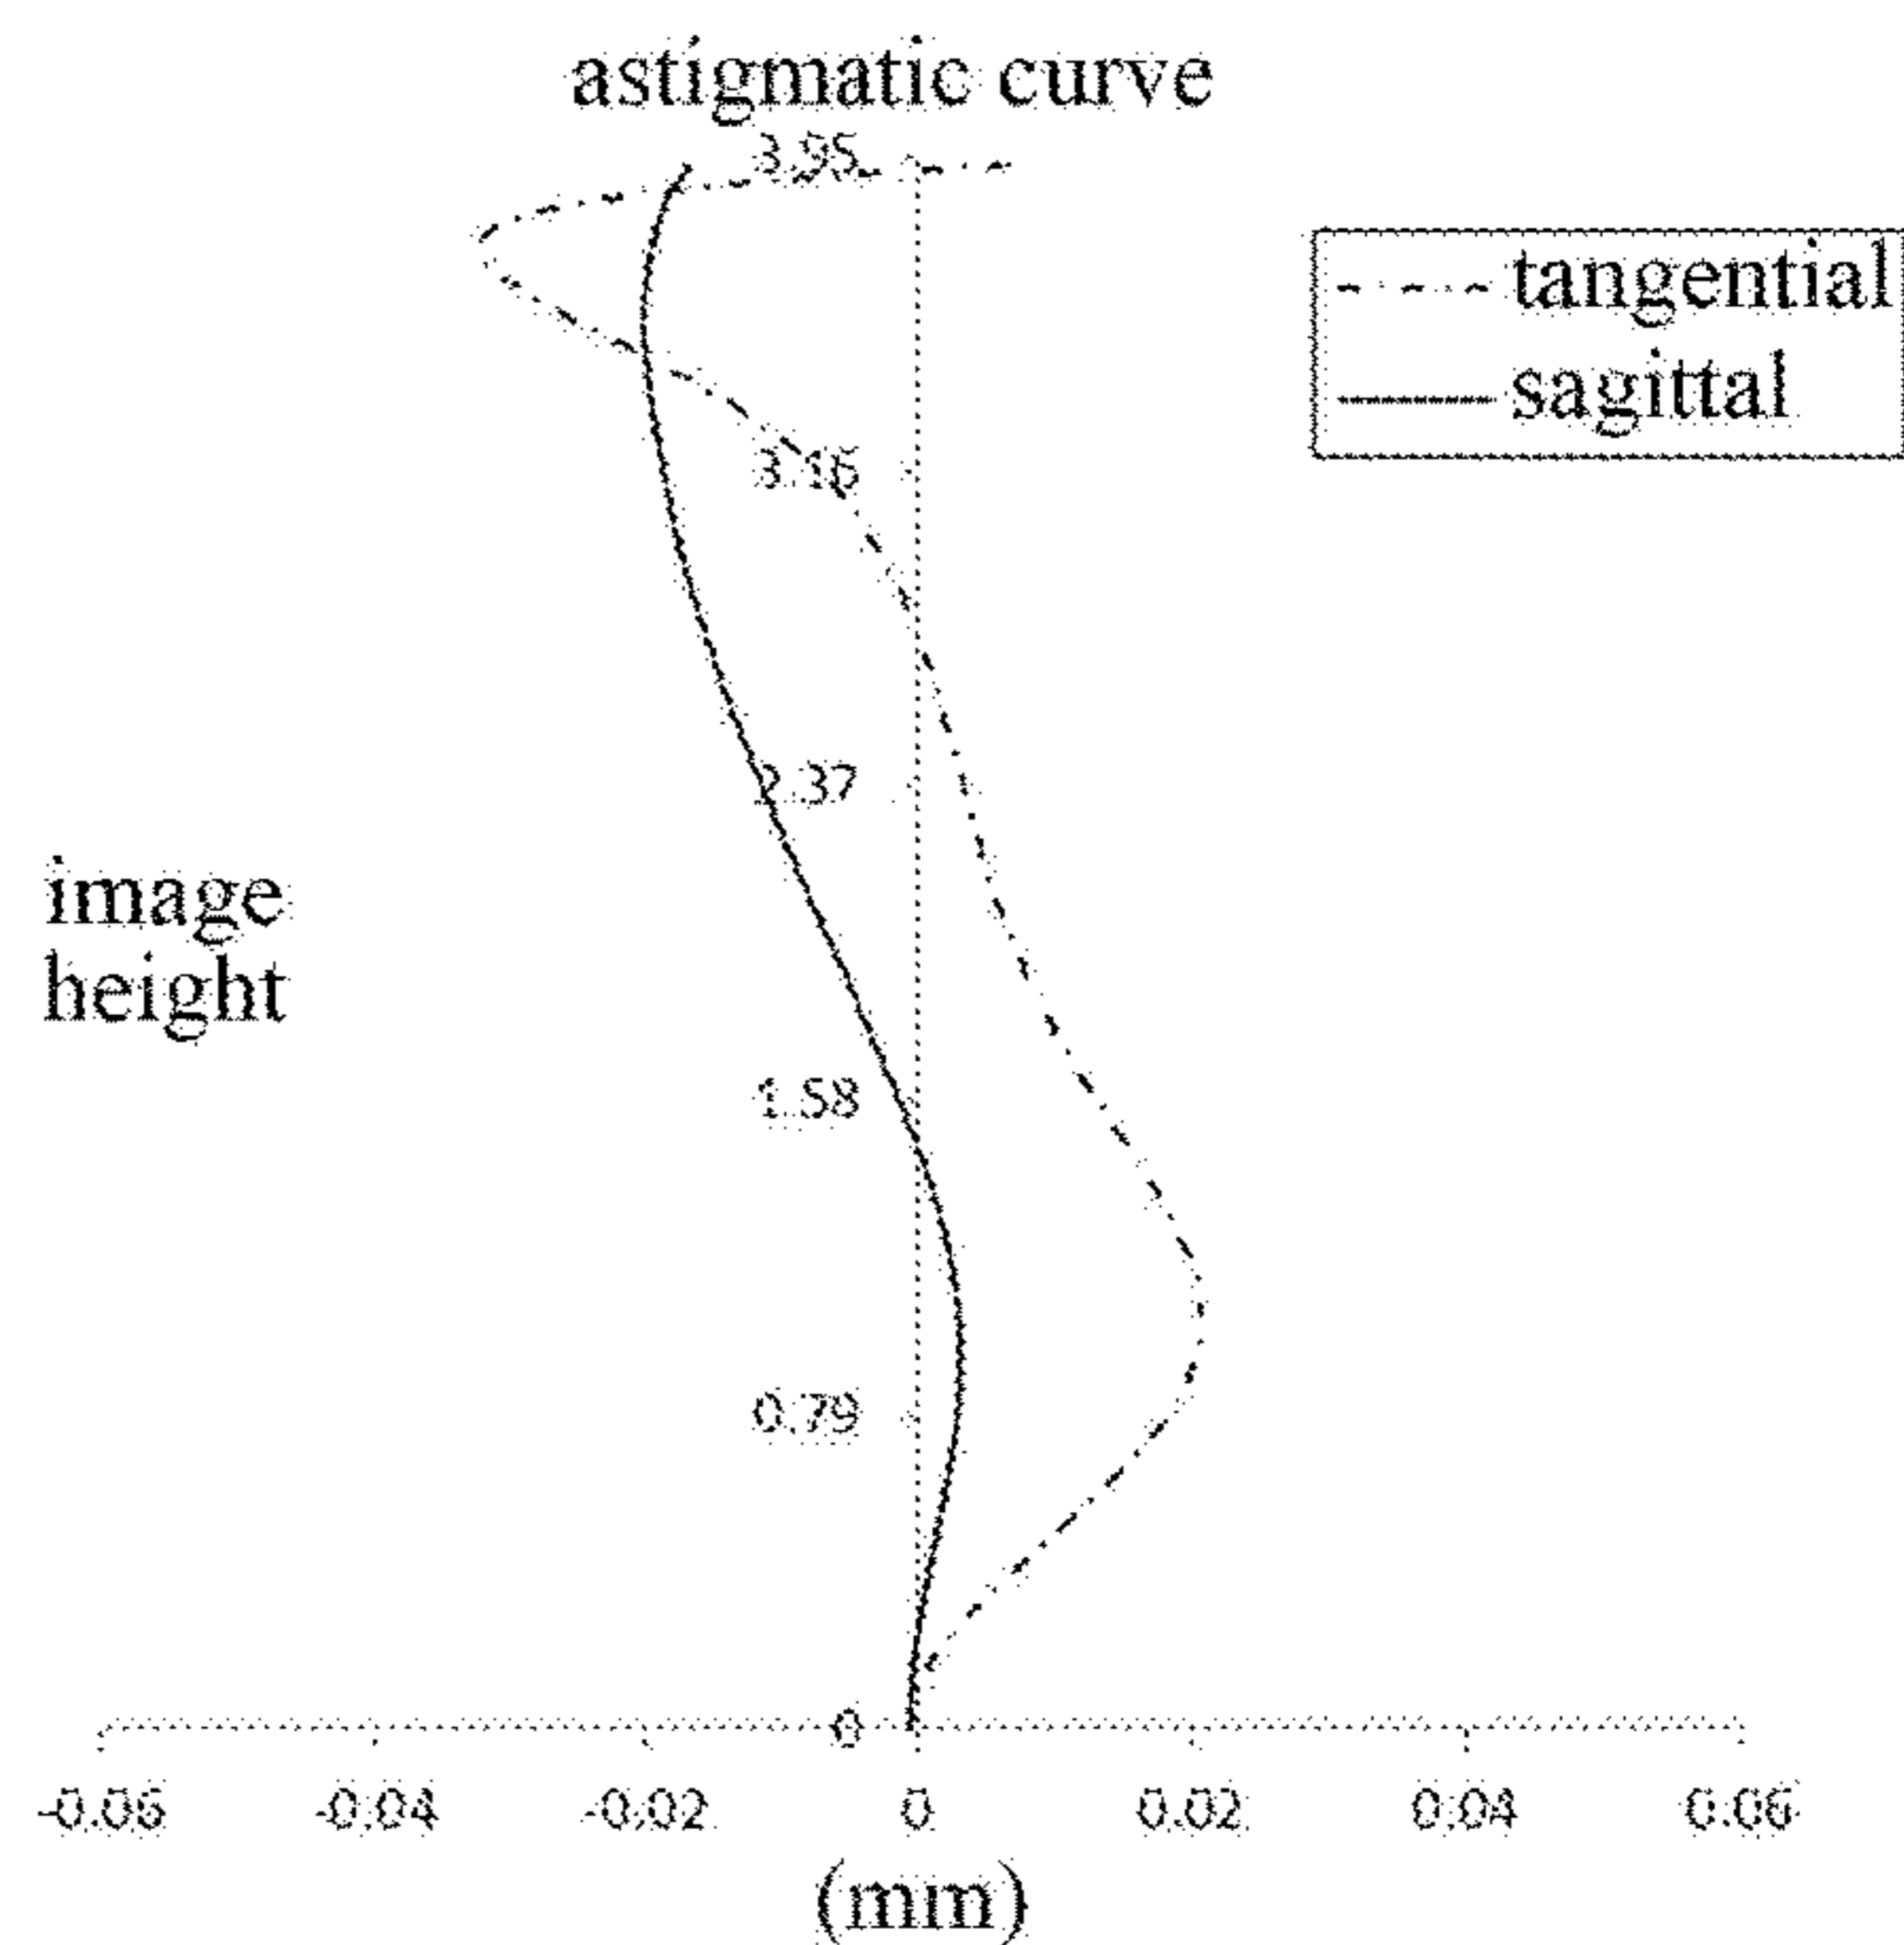 astigmatic curve
3.95
tangential
sagittal
3.16
2.37
image
height
1.58
0.79
0
-0.06 -0.04 -0.02 0 0.02 0.04 0.06
(mm)